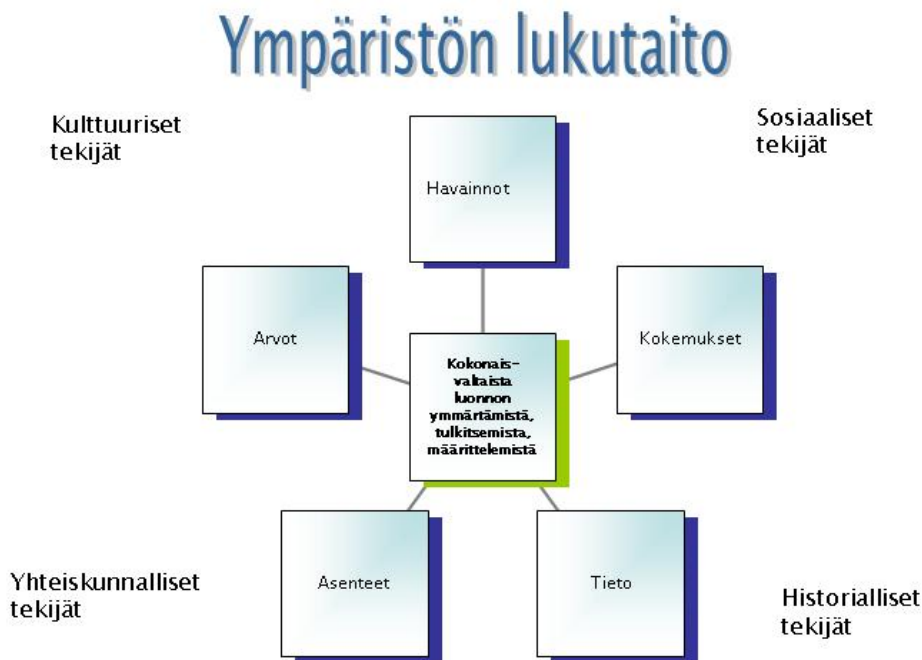 Ympäristön lukutaito
Kulttuuriset
tekijät
Sosiaaliset
tekijät
Havainnot
Arvot
Kokemukset
Kokonais-
valtaista
luonnon
ymmärtämistä,
tulkitsemista,
määrittelemistä
Asenteet
Tieto
Yhteiskunnalliset
tekijät
Historialliset
tekijät